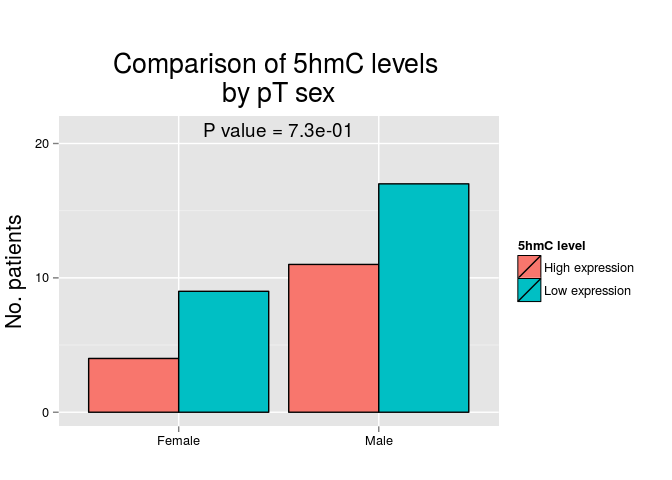 Comparison of 5hmC levels
by pT sex
P value = 7.3e-01
No. patients
20
10
0
Female
Male
5hmC level
High expression
Low expression